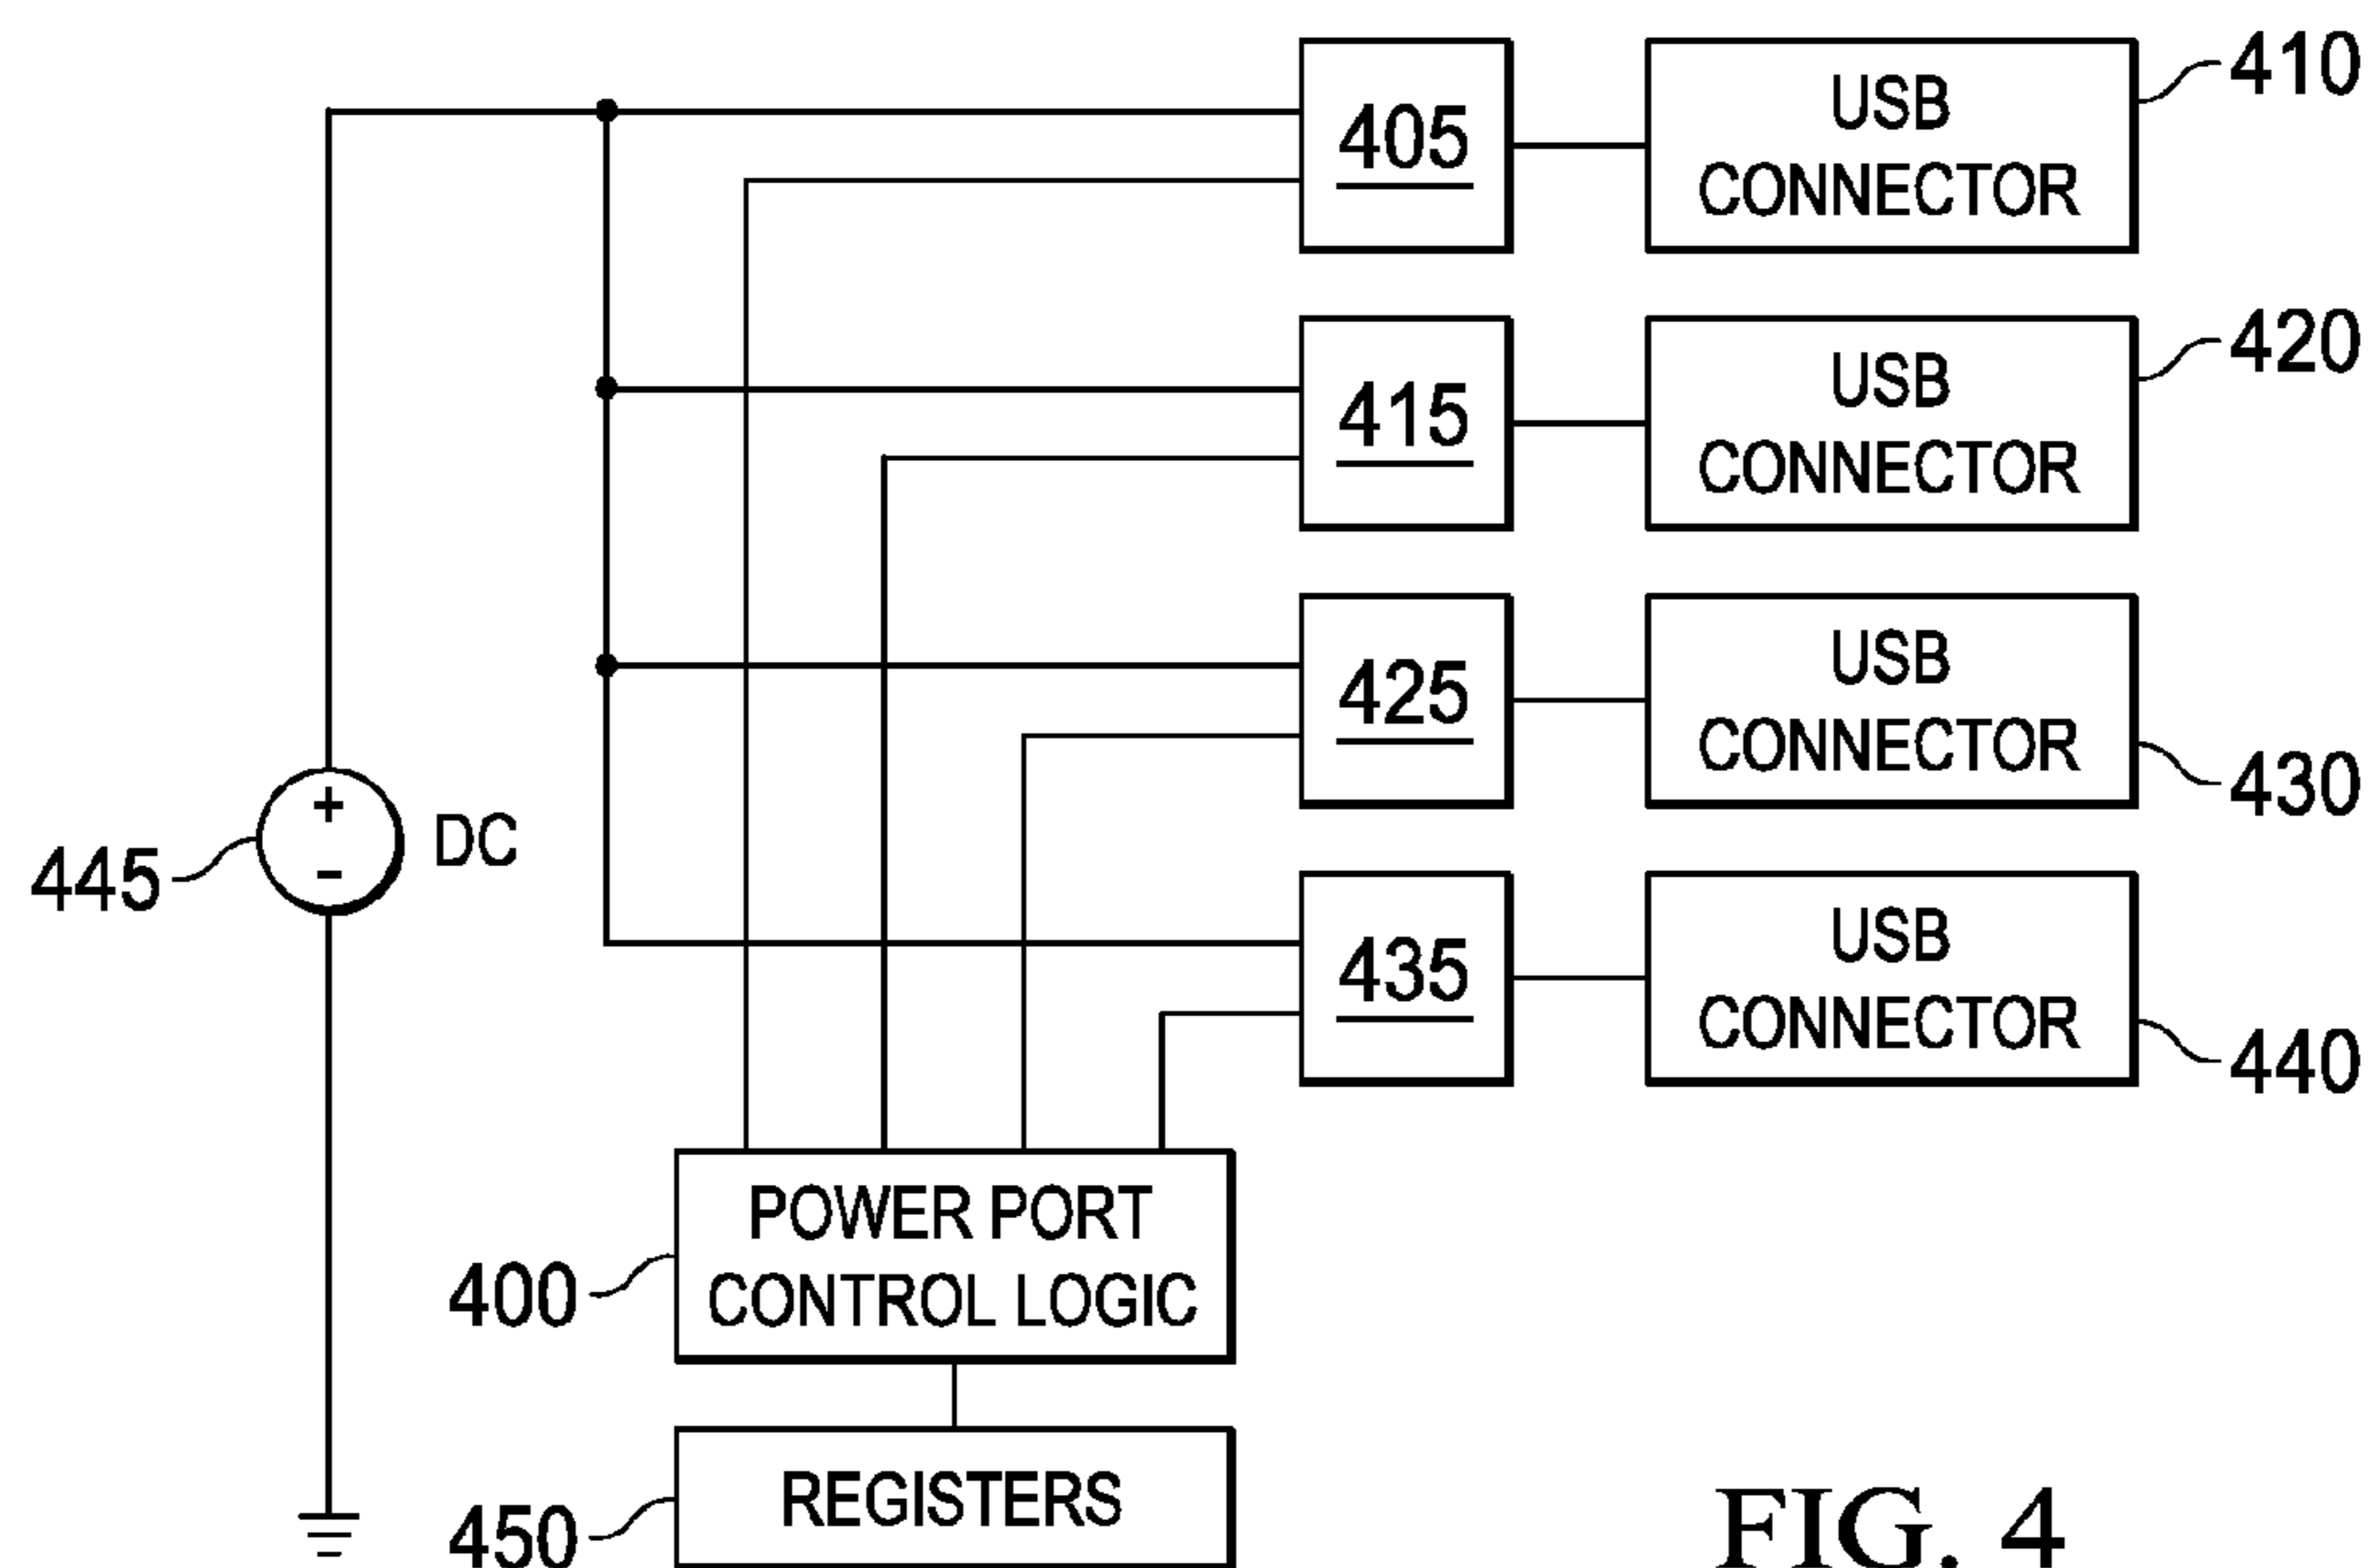 405
USB
CONNECTOR
410
415
USB
CONNECTOR
420
425
USB
CONNECTOR
430
435
USB
CONNECTOR
440
+
-
DC
445
POWER PORT
CONTROL LOGIC
400
REGISTERS
450
FIG. 4